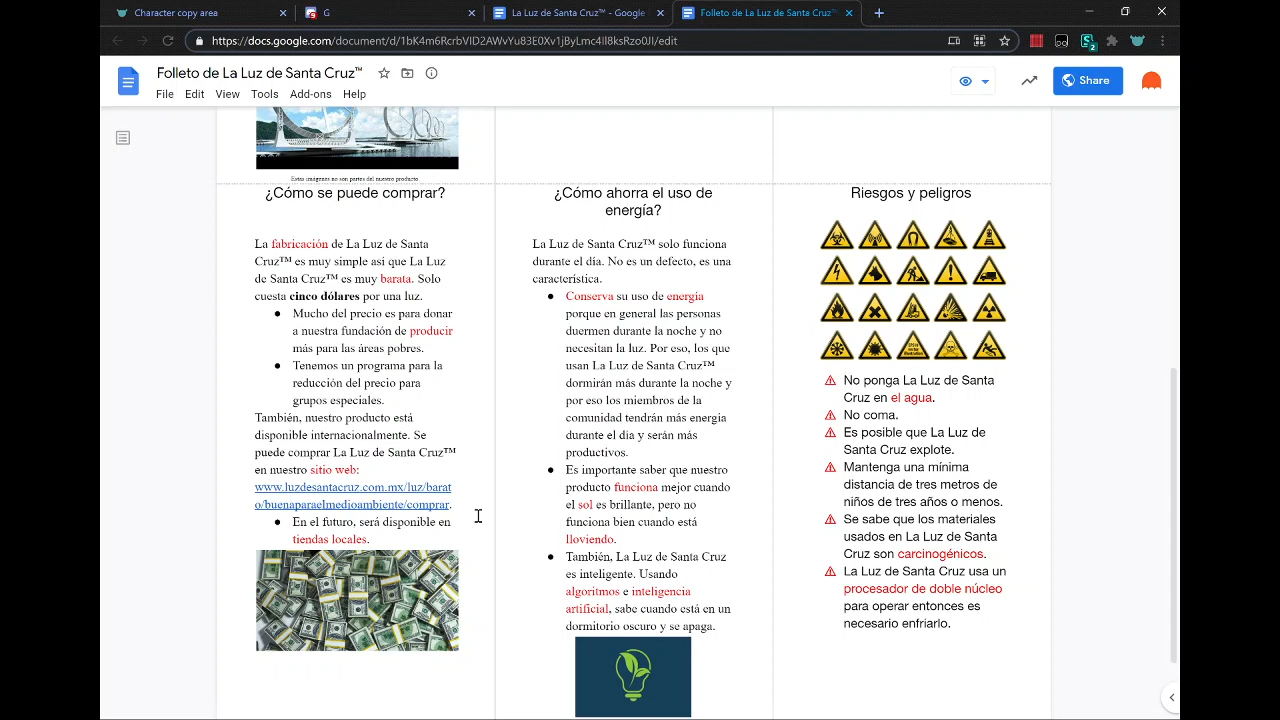 Character copy area
G
La Luz de Santa Cruz™ - Google
Folleto de La Luz de Santa Cruz™
https://docs.google.com/document/d/1bK4m6RcrbVID2AWvYu83E0Xv1jByLmc4Il8ksRzo0JI/edit
Folleto de La Luz de Santa Cruz™
File Edit View Tools Add-ons Help
Share
Estas imágenes no son partes del nuestro producto.
¿Cómo se puede comprar?
La fabricación de La Luz de Santa
Cruz™ es muy simple así que La Luz
de Santa Cruz™ es muy barata. Solo
cuesta cinco dólares por una luz.
● Mucho del precio es para donar
a nuestra fundación de producir
más para las áreas pobres.
● Tenemos un programa para la
reducción del precio para
grupos especiales.
También, nuestro producto está
disponible internacionalmente. Se
puede comprar La Luz de Santa Cruz™
en nuestro sitio web:
www.luzdesantacruz.com.mx/luz/barat
o/buenaparaelmedioambiente/comprar.
● En el futuro, será disponible en
tiendas locales.
¿Cómo ahorra el uso de
energía?
La Luz de Santa Cruz™ solo funciona
durante el día. No es un defecto, es una
característica.
● Conserva su uso de energía
porque en general las personas
duermen durante la noche y no
necesitan la luz. Por eso, los que
usan La Luz de Santa Cruz™
dormirán más durante la noche y
por eso los miembros de la
comunidad tendrán más energía
durante el día y serán más
productivos.
● Es importante saber que nuestro
producto funciona mejor cuando
el sol es brillante, pero no
funciona bien cuando está
lloviendo.
● También, La Luz de Santa Cruz
es inteligente. Usando
algoritmos e inteligencia
artificial, sabe cuando está en un
dormitorio oscuro y se apaga.
Riesgos y peligros
No ponga La Luz de Santa
Cruz en el agua.
No coma.
Es posible que La Luz de
Santa Cruz explote.
Mantenga una mínima
distancia de tres metros de
niños de tres años o menos.
Se sabe que los materiales
usados en La Luz de Santa
Cruz son carcinogénicos.
La Luz de Santa Cruz usa un
procesador de doble núcleo
para operar entonces es
necesario enfriarlo.